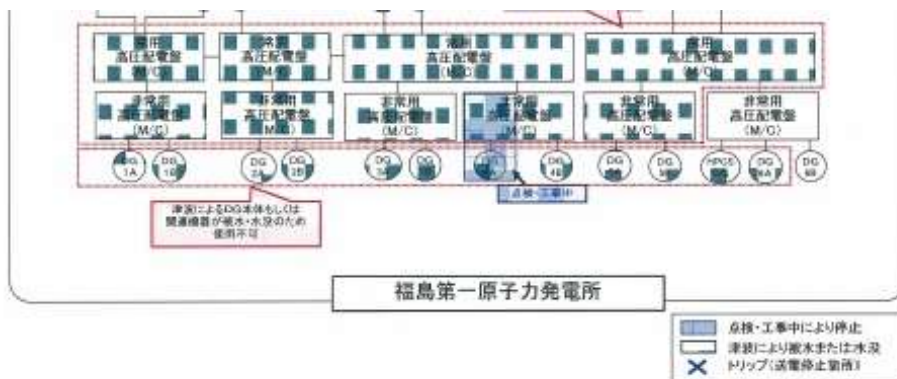 常用 常用 常用 常用
高圧配電盤 高圧配電盤 高圧配電盤 高圧配電盤
(M/C) (M/C) (M/C) (M/C)
非常用 非常用 非常用 非常用 非常用 非常用
高圧配電盤 高圧配電盤 高圧配電盤 高圧配電盤 高圧配電盤 高圧配電盤
(M/C) (M/C) (M/C) (M/C) (M/C) (M/C)
DG DG DG DG DG DG DG DG DG DG HPCS DG DG
1A 1B 2A 2B 3A 4B 6A 6B
点検・工事中
津波によるDG本体もしくは
関連機器が被水・水没のため
使用不可
福島第一原子力発電所
点検・工事中により停止
津波により被水または水没
トリップ(送電停止箇所)